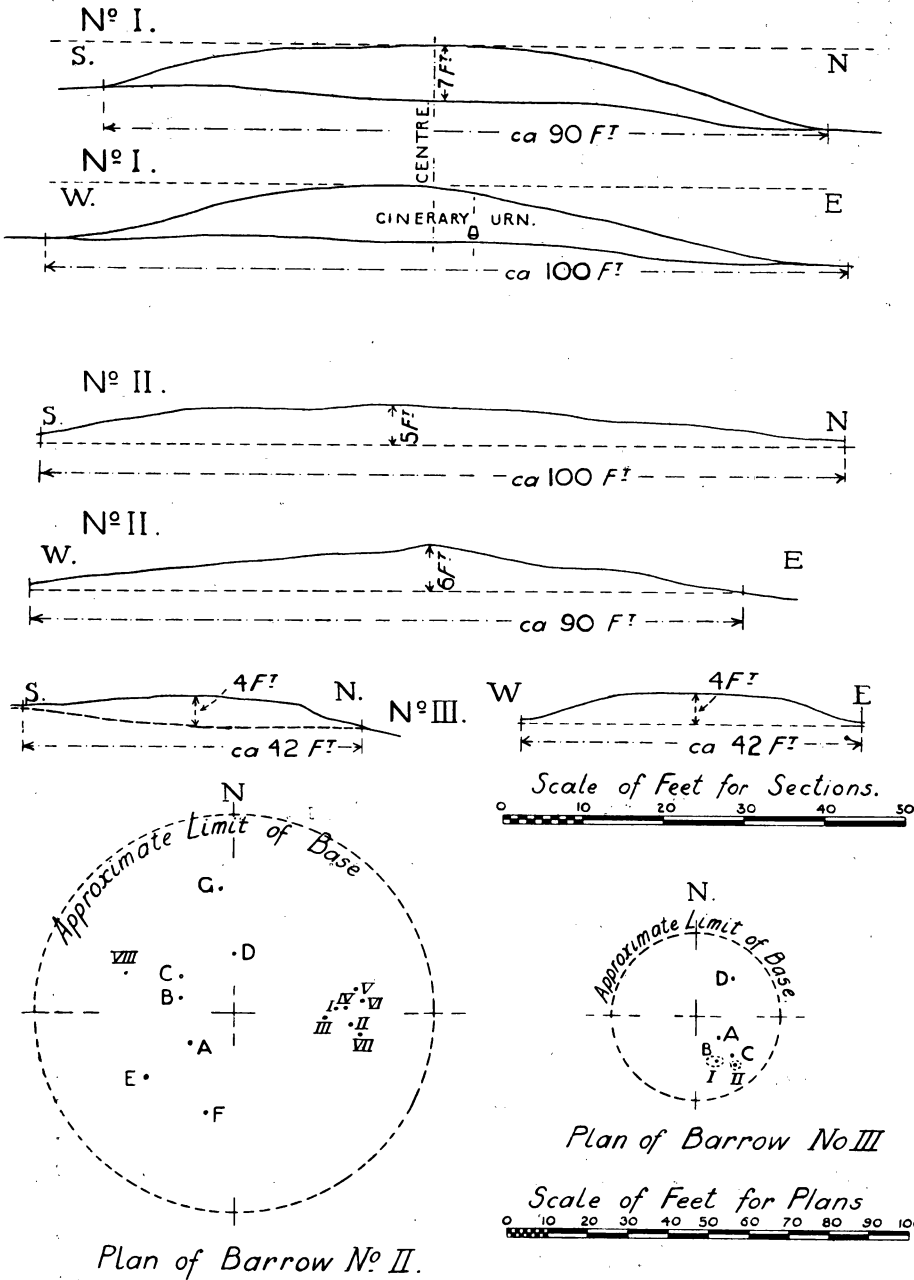 Nº I.
S.
N
7 Fᵀ
ca 90 Fᵀ
CENTRE
Nº I.
W.
E
CINERARY URN.
ca 100 Fᵀ
Nº II.
S.
N
5 Fᵀ
ca 100 Fᵀ
Nº II.
W.
E
6 Fᵀ
ca 90 Fᵀ
S.
4 Fᵀ
N.
Nº III.
ca 42 Fᵀ
W
4 Fᵀ
E
ca 42 Fᵀ
Scale of Feet for Sections.
0 10 20 30 40 50
N
Approximate Limit of Base
G
D
VIII
C
B
V
I IV VI
III II
VII
A
E
F
Plan of Barrow Nº II.
N.
Approximate Limit of Base
D
A
B C
I II
Plan of Barrow No III
Scale of Feet for Plans
0 10 20 30 40 50 60 70 80 90 100